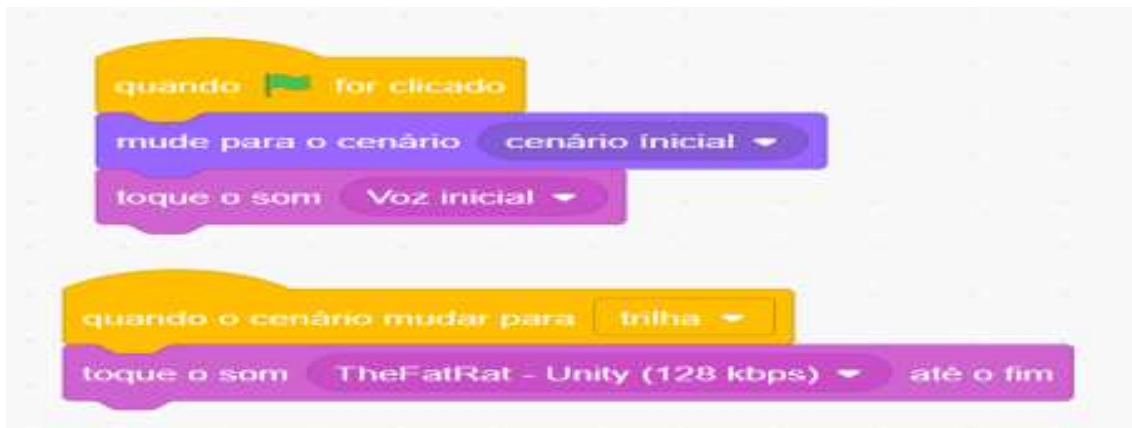 quando for clicado
mude para o cenário cenário ínicial
toque o som Voz inicial
quando o cenário mudar para trilha
toque o som TheFatRat - Unity (128 kbps) até o fim